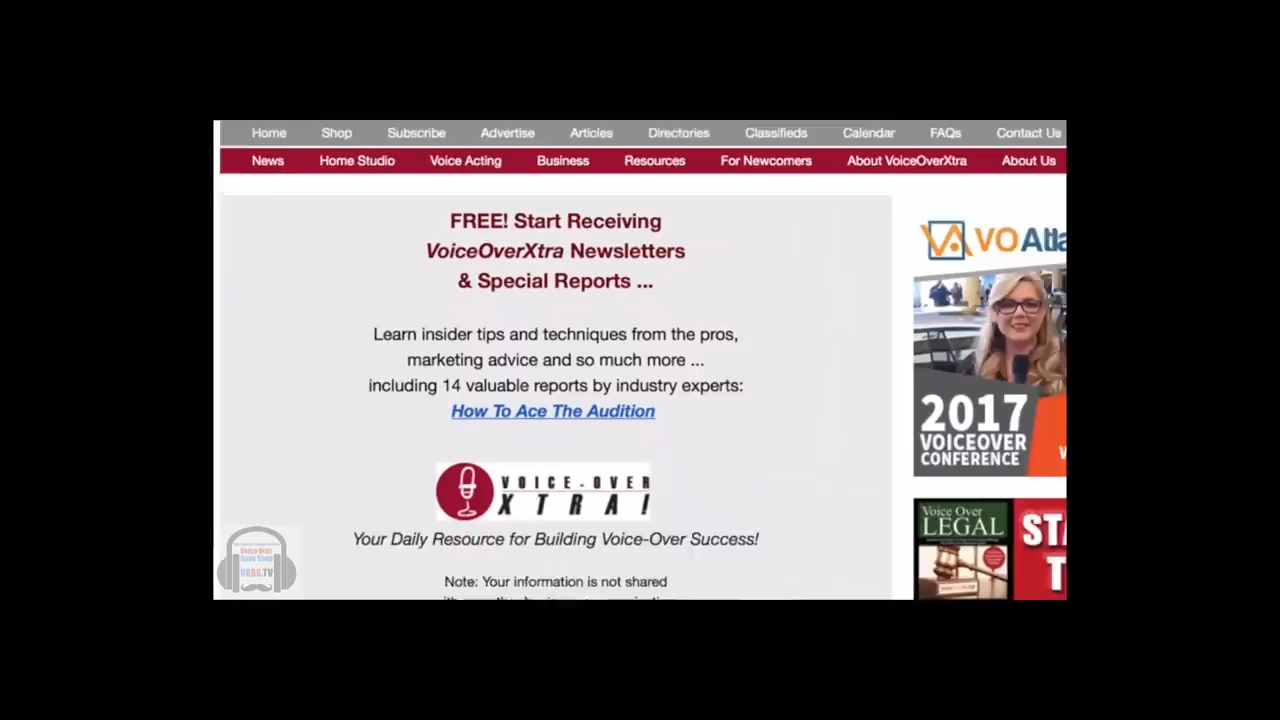 Home Shop Subscribe Advertise Articles Directories Classifieds Calendar FAQs Contact Us
News Home Studio Voice Acting Business Resources For Newcomers About VoiceOverXtra About Us
FREE! Start Receiving
VoiceOverXtra Newsletters
& Special Reports ...
Learn insider tips and techniques from the pros,
marketing advice and so much more ...
including 14 valuable reports by industry experts:
How To Ace The Audition
VOICE-OVER
XTRA!
Your Daily Resource for Building Voice-Over Success!
Note: Your information is not shared
VO Atla
2017
VOICEOVER
CONFERENCE
Voice Over
LEGAL
STA
T
VOBS.TV